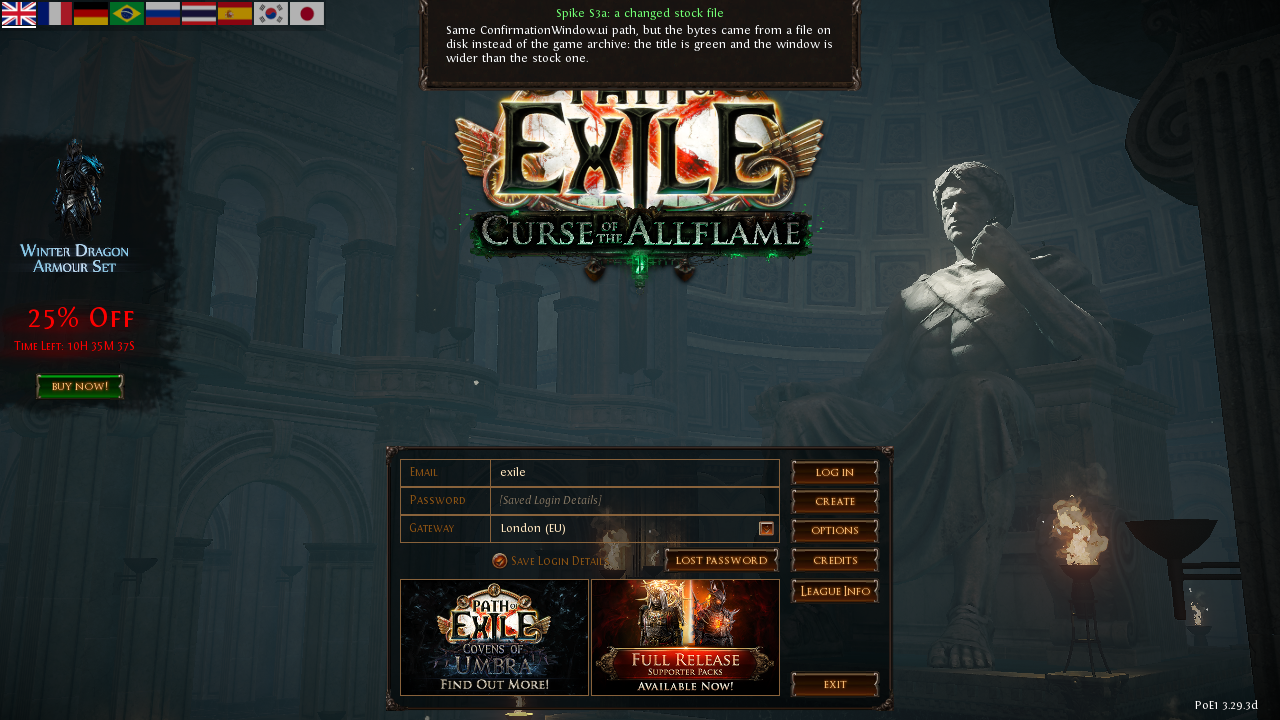 Spike S3a: a changed stock file
Same ConfirmationWindow.ui path, but the bytes came from a file on
disk instead of the game archive: the title is green and the window is
wider than the stock one.
PATH OF
EXILE
CURSE OF THE ALLFLAME
WINTER DRAGON
ARMOUR SET
25% OFF
TIME LEFT: 10H 35M 37S
BUY NOW!
EMAIL
exile
LOG IN
PASSWORD
[Saved Login Details]
CREATE
GATEWAY
London (EU)
OPTIONS
SAVE LOGIN DETAIL
LOST PASSWORD
CREDITS
LEAGUE INFO
PATH OF
EXILE
COVENS OF
UMBRA
FIND OUT MORE!
FULL RELEASE
SUPPORTER PACKS
AVAILABLE NOW!
EXIT
PoE1 3.29.3d